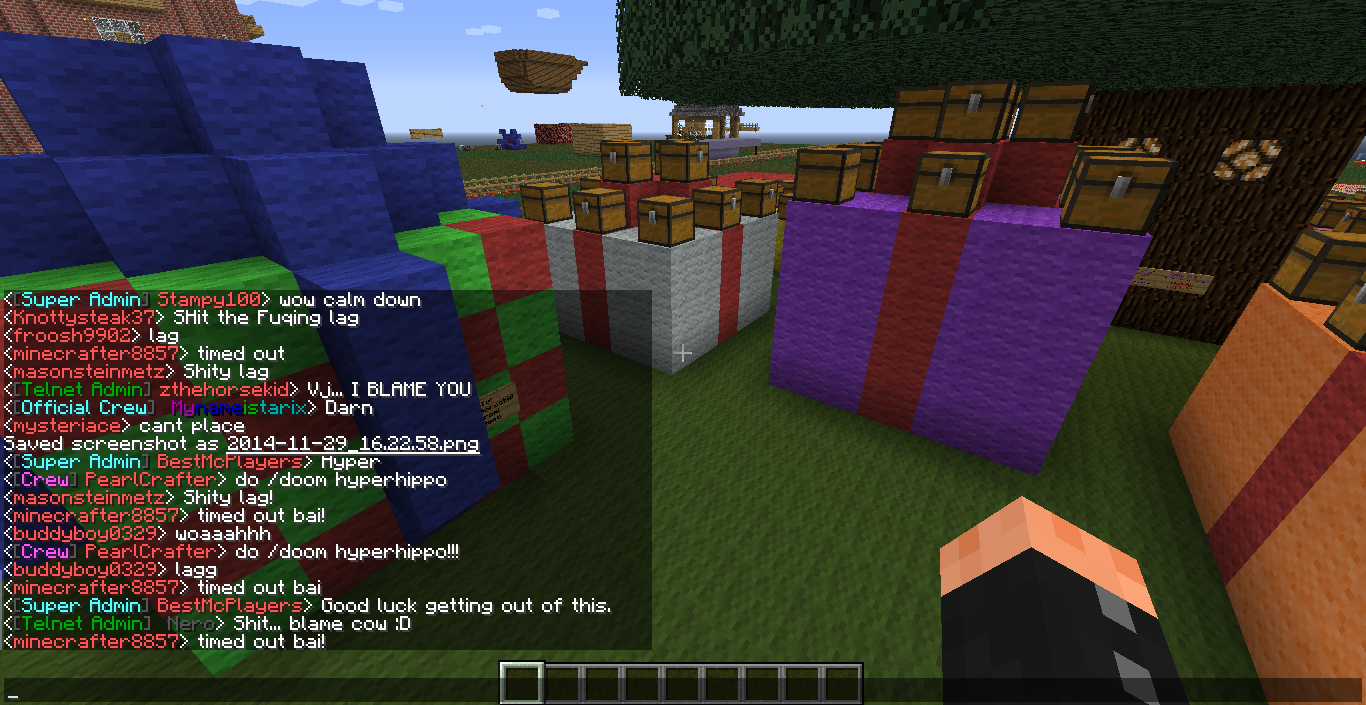 <[Super Admin] Stampy100> wow calm down
<Knottysteak37> SHit the Fuqing lag
<froosh9902> lag
<minecrafter8857> timed out
<masonsteinmetz> Shity lag
<[Telnet Admin] zthehorsekid> Vj... I BLAME YOU
<[Official Crew] Mynameistarix> Darn
<mysteriace> cant place
Saved screenshot as 2014-11-29_16.22.58.png
<[Super Admin] BestMcPlayers> Hyper
<[Crew] PearlCrafter> do /doom hyperhippo
<masonsteinmetz> Shity lag!
<minecrafter8857> timed out bai!
<buddyboy0329> woaaahhh
<[Crew] PearlCrafter> do /doom hyperhippo!!!
<buddyboy0329> lagg
<minecrafter8857> timed out bai
<[Super Admin] BestMcPlayers> Good luck getting out of this.
<[Telnet Admin] Nero> Shit... blame cow :D
<minecrafter8857> timed out bai!
_